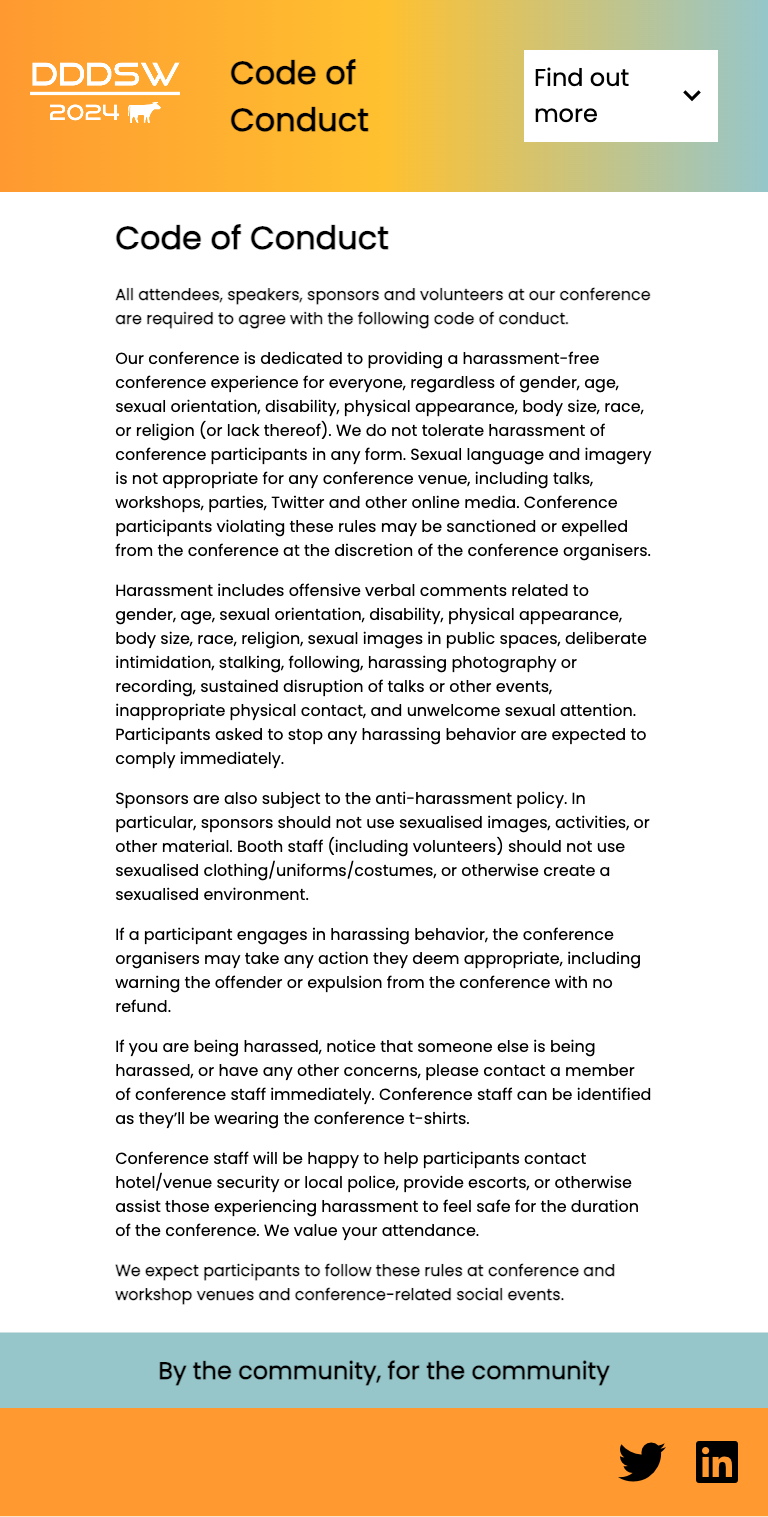 DDDSW
2024
Code of
Conduct
Find out
more
Code of Conduct
All attendees, speakers, sponsors and volunteers at our conference
are required to agree with the following code of conduct.
Our conference is dedicated to providing a harassment-free
conference experience for everyone, regardless of gender, age,
sexual orientation, disability, physical appearance, body size, race,
or religion (or lack thereof). We do not tolerate harassment of
conference participants in any form. Sexual language and imagery
is not appropriate for any conference venue, including talks,
workshops, parties, Twitter and other online media. Conference
participants violating these rules may be sanctioned or expelled
from the conference at the discretion of the conference organisers.
Harassment includes offensive verbal comments related to
gender, age, sexual orientation, disability, physical appearance,
body size, race, religion, sexual images in public spaces, deliberate
intimidation, stalking, following, harassing photography or
recording, sustained disruption of talks or other events,
inappropriate physical contact, and unwelcome sexual attention.
Participants asked to stop any harassing behavior are expected to
comply immediately.
Sponsors are also subject to the anti-harassment policy. In
particular, sponsors should not use sexualised images, activities, or
other material. Booth staff (including volunteers) should not use
sexualised clothing/uniforms/costumes, or otherwise create a
sexualised environment.
If a participant engages in harassing behavior, the conference
organisers may take any action they deem appropriate, including
warning the offender or expulsion from the conference with no
refund.
If you are being harassed, notice that someone else is being
harassed, or have any other concerns, please contact a member
of conference staff immediately. Conference staff can be identified
as they’ll be wearing the conference t-shirts.
Conference staff will be happy to help participants contact
hotel/venue security or local police, provide escorts, or otherwise
assist those experiencing harassment to feel safe for the duration
of the conference. We value your attendance.
We expect participants to follow these rules at conference and
workshop venues and conference-related social events.
By the community, for the community
in